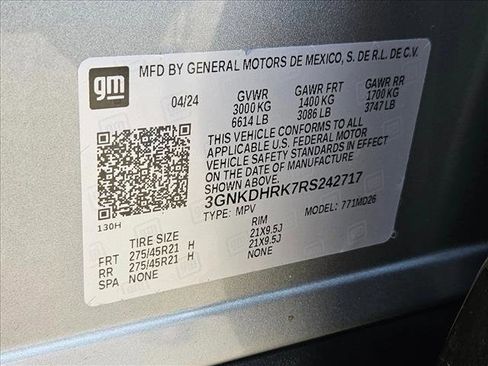 gm
MFD BY GENERAL MOTORS DE MEXICO, S. DE R.L. DE C.V.
04/24 GVWR GAWR FRT GAWR RR
3000 KG 1400 KG 1700 KG
6614 LB 3086 LB 3747 LB
THIS VEHICLE CONFORMS TO ALL
APPLICABLE U.S. FEDERAL MOTOR
VEHICLE SAFETY STANDARDS IN EFFECT
ON THE DATE OF MANUFACTURE
SHOWN ABOVE.
3GNKDHRK7RS242717
130H TYPE: MPV MODEL: 771MD26
TIRE SIZE RIM
FRT 275/45R21 H 21X9.5J
RR 275/45R21 H 21X9.5J
SPA NONE NONE